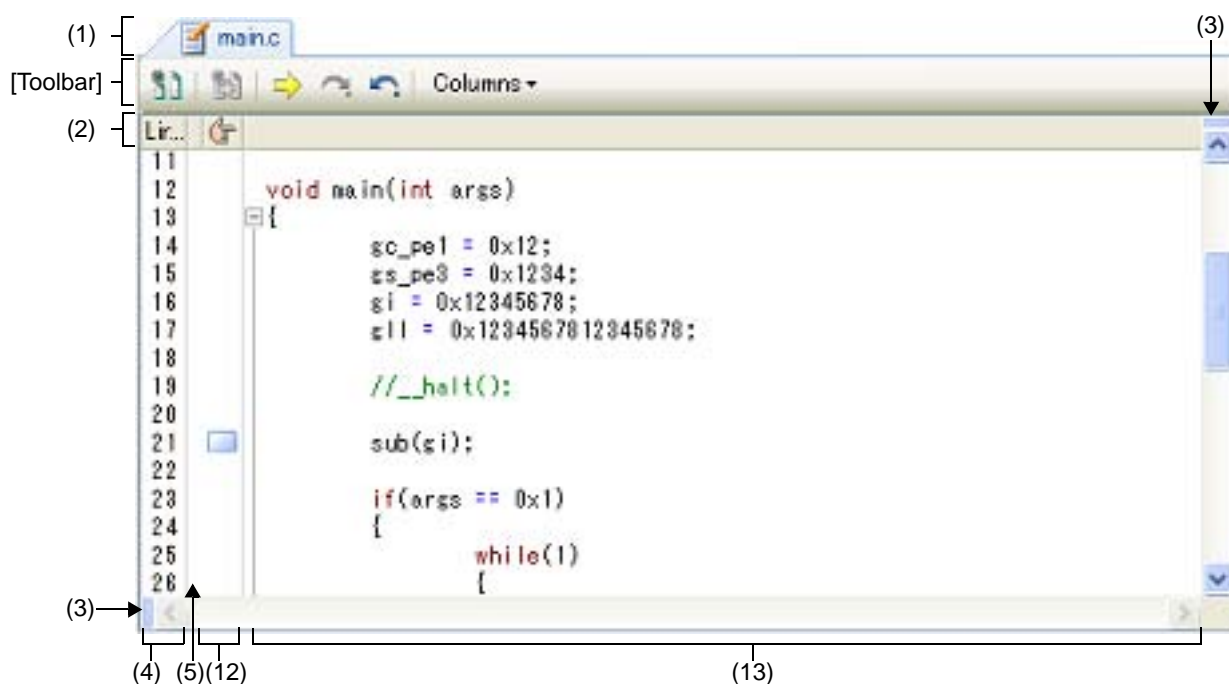 (1) main.c (3)
[Toolbar] Columns
(2) Lir...
11
12 void main(int args)
13 {
14 gc_pe1 = 0x12;
15 gs_pe3 = 0x1234;
16 gi = 0x12345678;
17 gll = 0x1234567812345678;
18
19 //__halt();
20
21 sub(gi);
22
23 if(args == 0x1)
24 {
25 while(1)
26 {
(3)
(4) (5)(12) (13)